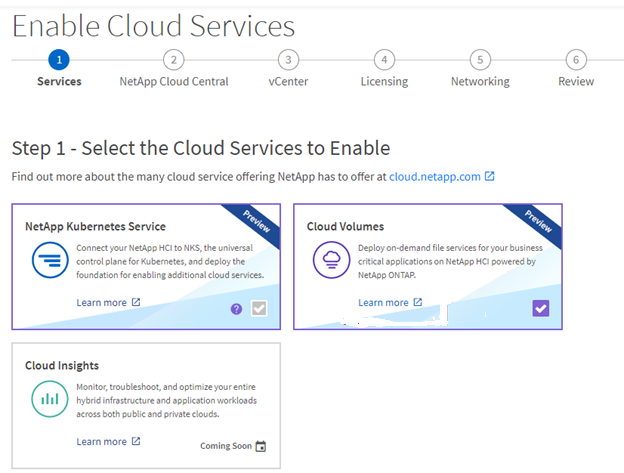 Enable Cloud Services
1
2
3
4
5
6
Services
NetApp Cloud Central
vCenter
Licensing
Networking
Review
Step 1 - Select the Cloud Services to Enable
Find out more about the many cloud service offering NetApp has to offer at cloud.netapp.com
Preview
NetApp Kubernetes Service
Connect your NetApp HCI to NKS, the universal
control plane for Kubernetes, and deploy the
foundation for enabling additional cloud services.
Learn more
?
Preview
Cloud Volumes
Deploy on-demand file services for your business
critical applications on NetApp HCI powered by
NetApp ONTAP.
Learn more
Cloud Insights
Monitor, troubleshoot, and optimize your entire
hybrid infrastructure and application workloads
across both public and private clouds.
Learn more
Coming Soon